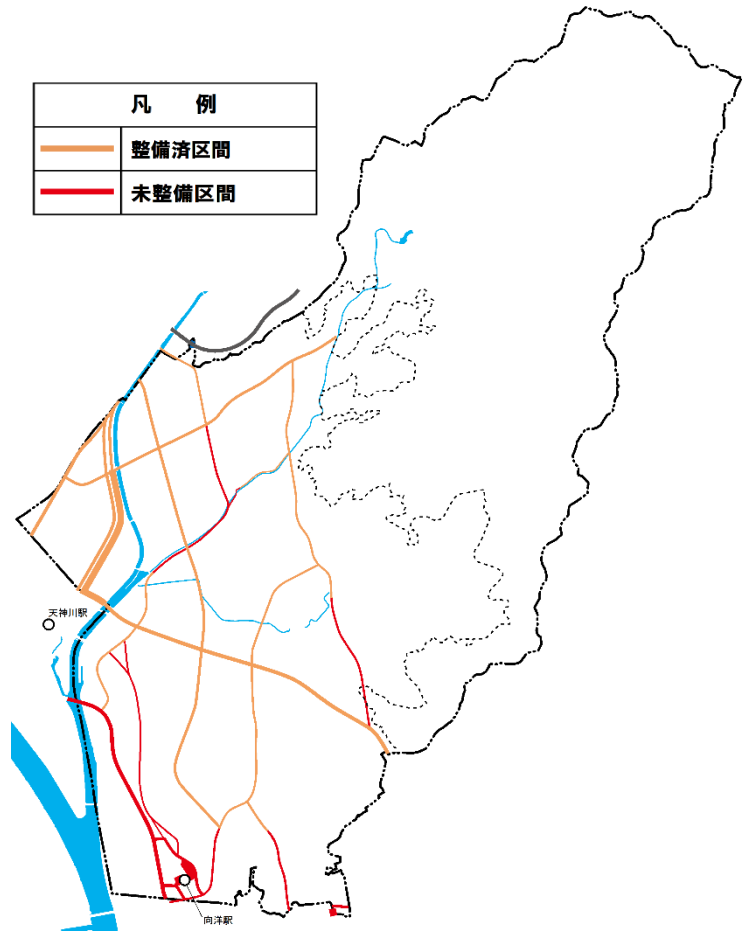 凡　例
整備済区間
未整備区間
天神川駅
向洋駅